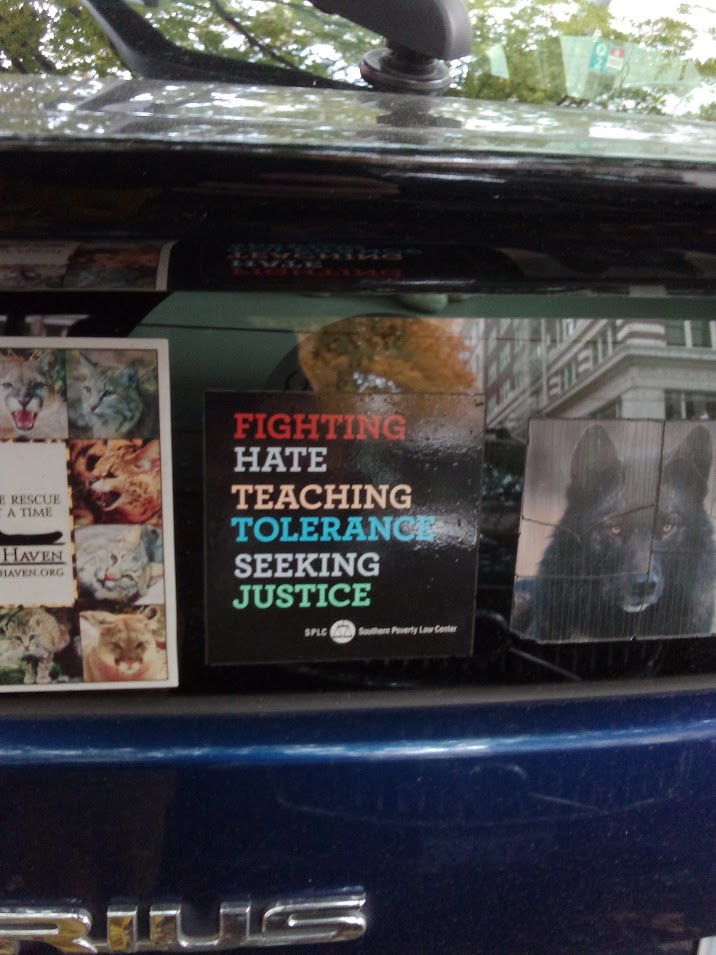 E RESCUE
A TIME
HAVEN
HAVEN.ORG
FIGHTING
HATE
TEACHING
TOLERANCE
SEEKING
JUSTICE
SPLC Southern Poverty Law Center
RIUS